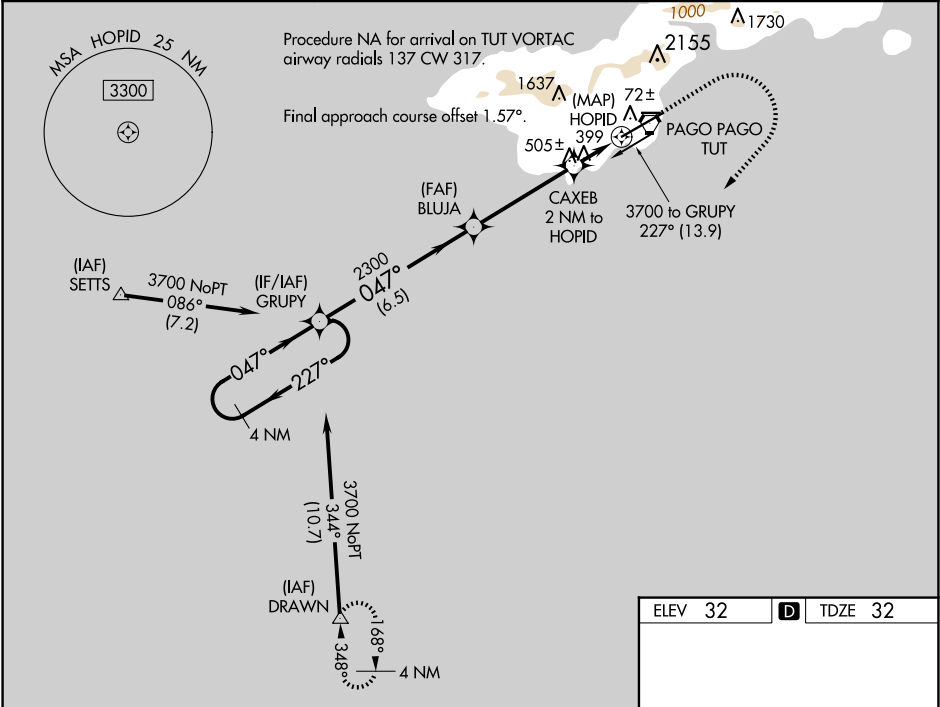 MSA HOPID 25 NM
3300
Procedure NA for arrival on TUT VORTAC
airway radials 137 CW 317.
Final approach course offset 1.57°.
1000
1730
2155
1637
72±
(MAP)
HOPID
399
505±
PAGO PAGO
TUT
CAXEB
2 NM to
HOPID
3700 to GRUPY
227° (13.9)
(FAF)
BLUJA
(IAF)
SETTS
3700 NoPT
086°
(7.2)
(IF/IAF)
GRUPY
2300
047°
(6.5)
047°
227°
4 NM
3700 NoPT
344°
(10.7)
(IAF)
DRAWN
168°
348°
4 NM
ELEV 32
D
TDZE 32